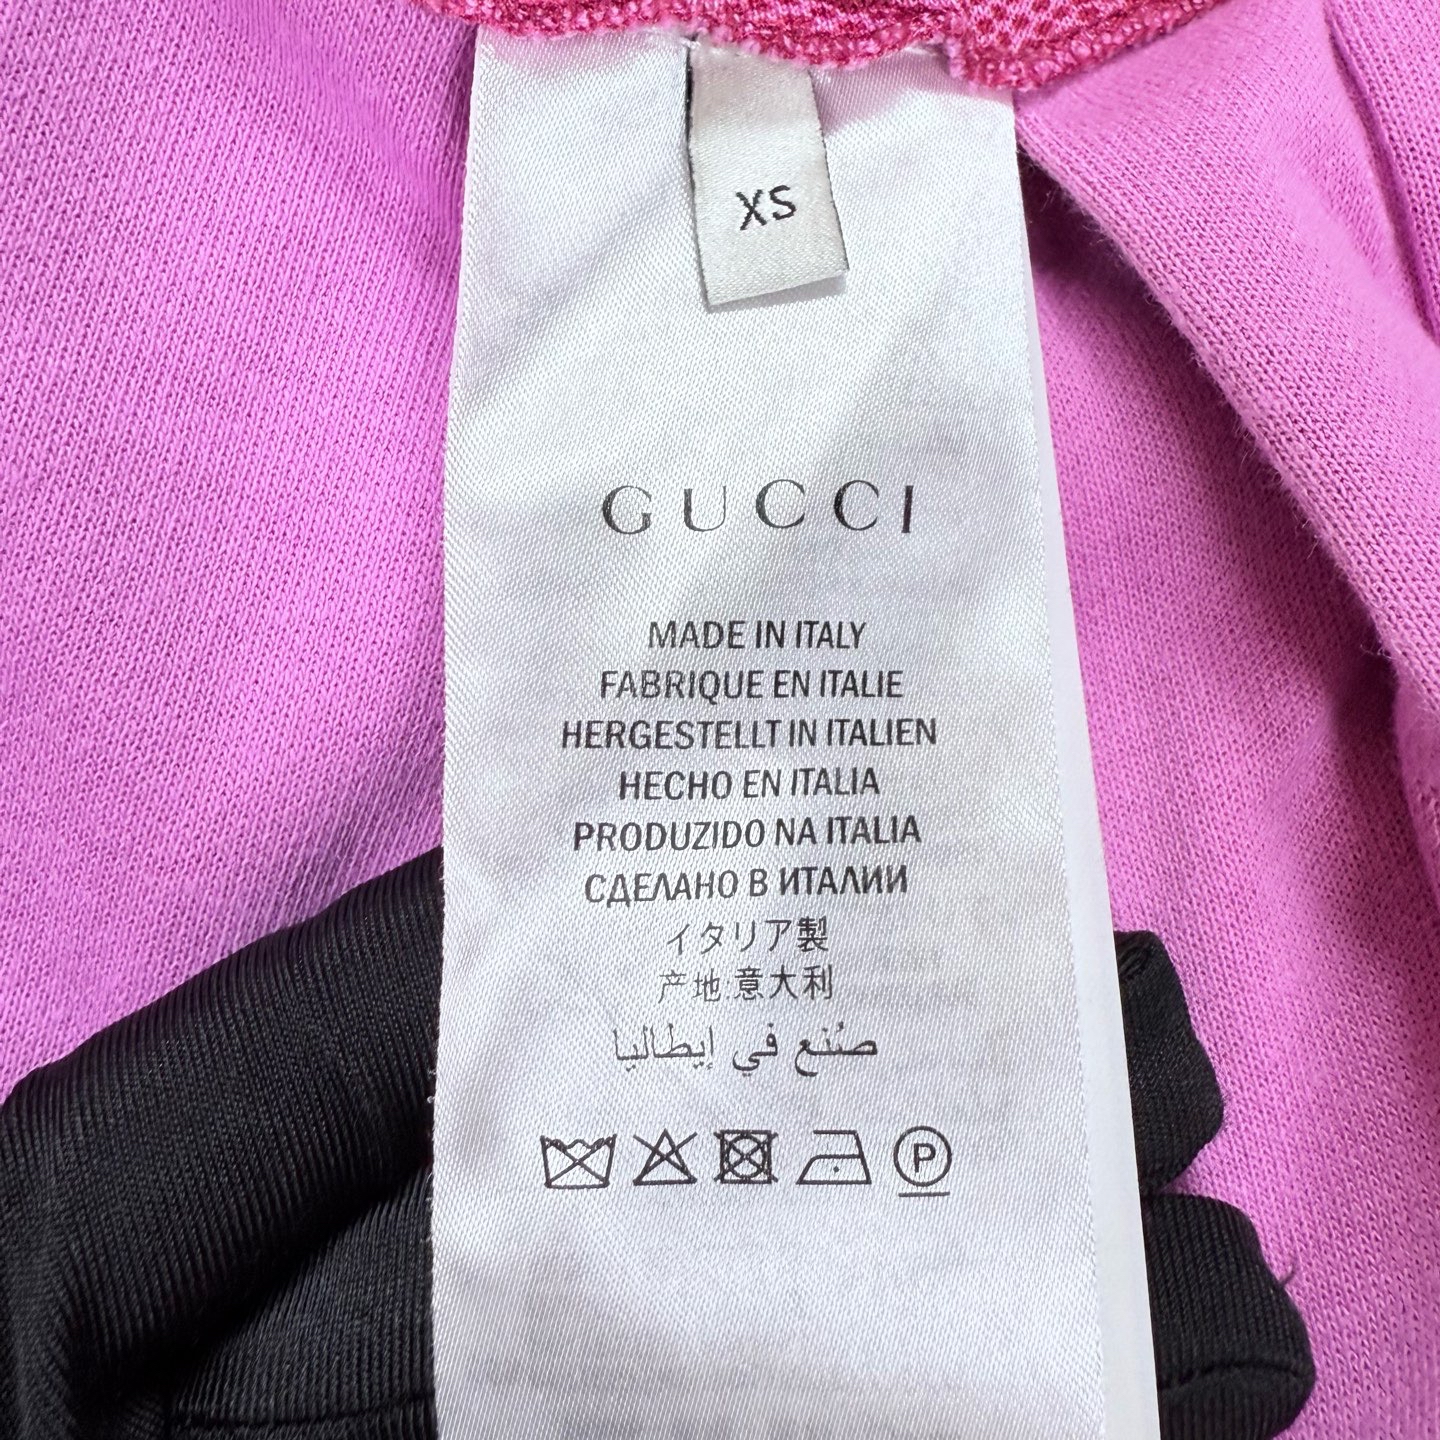 XS
GUCCI
MADE IN ITALY
FABRIQUE EN ITALIE
HERGESTELLT IN ITALIEN
HECHO EN ITALIA
PRODUZIDO NA ITALIA
СДЕЛАНО В ИТАЛИИ
イタリア製
产地:意大利
صُنع في إيطاليا
P